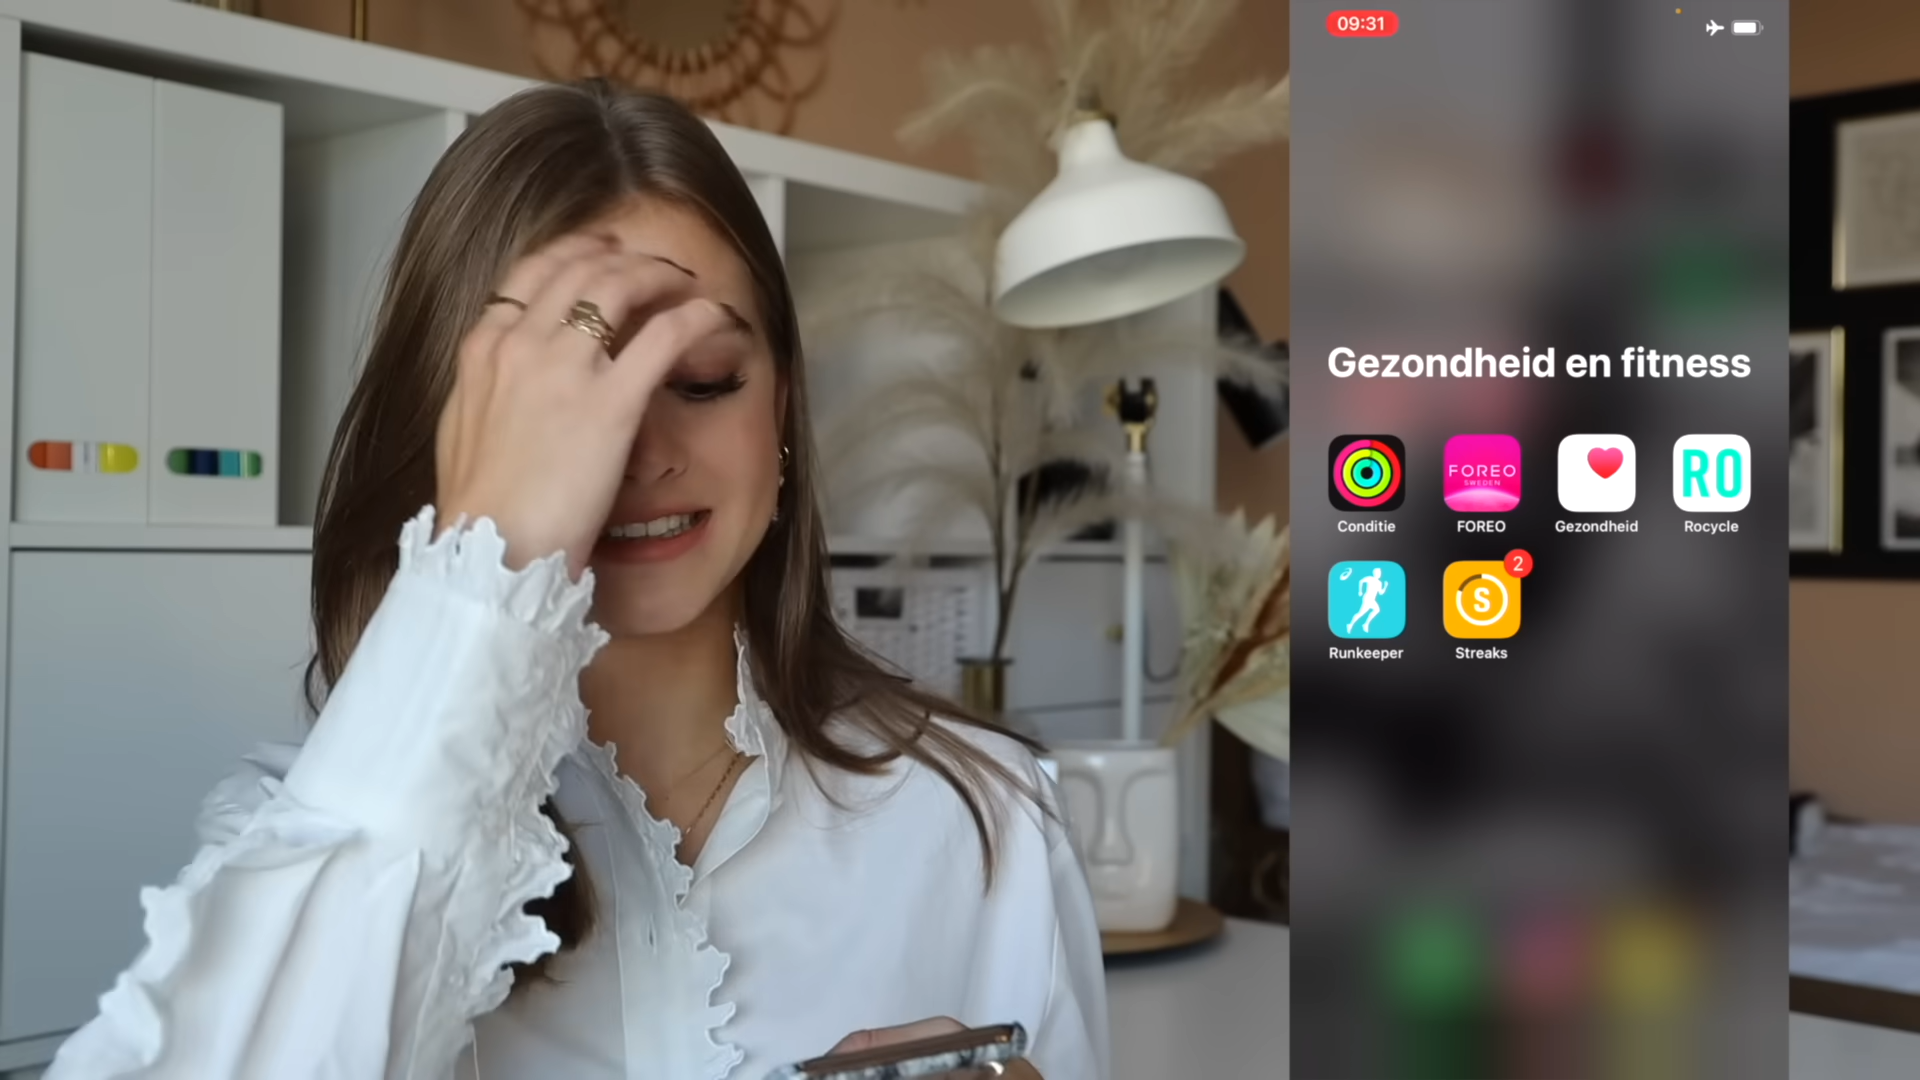 09:31
Gezondheid en fitness
FOREO
SWEDEN
RO
Conditie
FOREO
Gezondheid
Rocycle
2
S
Runkeeper
Streaks